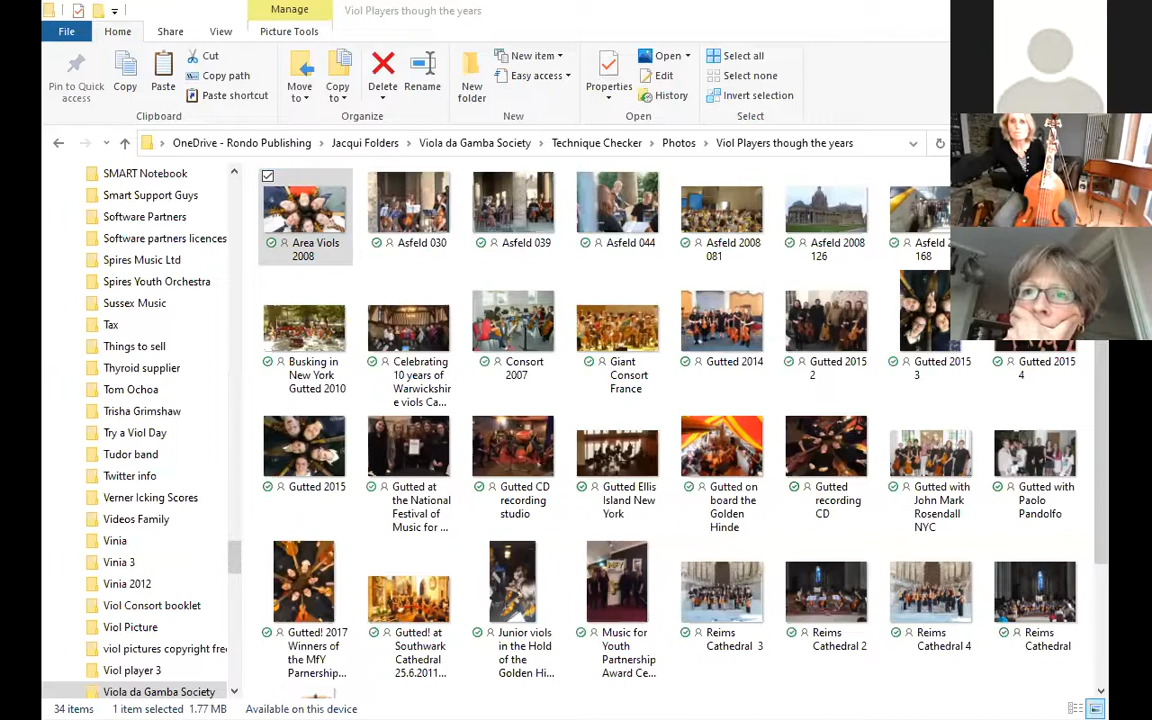 Manage
Viol Players though the years
File
Home
Share
View
Picture Tools
Pin to Quick
access
Copy
Paste
Cut
Copy path
Paste shortcut
Clipboard
Move
to
Copy
to
Delete
Rename
Organize
New
folder
New item
Easy access
New
Properties
Open
Edit
History
Open
Select all
Select none
Invert selection
Select
OneDrive - Rondo Publishing
Jacqui Folders
Viola da Gamba Society
Technique Checker
Photos
Viol Players though the years
SMART Notebook
Smart Support Guys
Software Partners
Software partners licences
Spires Music Ltd
Spires Youth Orchestra
Sussex Music
Tax
Things to sell
Thyroid supplier
Tom Ochoa
Trisha Grimshaw
Try a Viol Day
Tudor band
Twitter info
Verner Icking Scores
Videos Family
Vinia
Vinia 3
Vinia 2012
Viol Consort booklet
Viol Picture
viol pictures copyright fre
Viol player 3
Viola da Gamba Society
Area Viols
2008
Asfeld 030
Asfeld 039
Asfeld 044
Asfeld 2008
081
Asfeld 2008
126
Asfeld 2
168
Busking in
New York
Gutted 2010
Celebrating
10 years of
Warwickshir
e viols Ca...
Consort
2007
Giant
Consort
France
Gutted 2014
Gutted 2015
2
Gutted 2015
3
Gutted 2015
4
Gutted 2015
Gutted at
the National
Festival of
Music for ...
Gutted CD
recording
studio
Gutted Ellis
Island New
York
Gutted on
board the
Golden
Hinde
Gutted
recording
CD
Gutted with
John Mark
Rosendall
NYC
Gutted with
Paolo
Pandolfo
Gutted! 2017
Winners of
the MfY
Parnership...
Gutted! at
Southwark
Cathedral
25.6.2011...
Junior viols
in the Hold
of the
Golden Hi...
Music for
Youth
Partnership
Award Ce...
Reims
Cathedral 3
Reims
Cathedral 2
Reims
Cathedral 4
Reims
Cathedral
34 items
1 item selected 1.77 MB
Available on this device